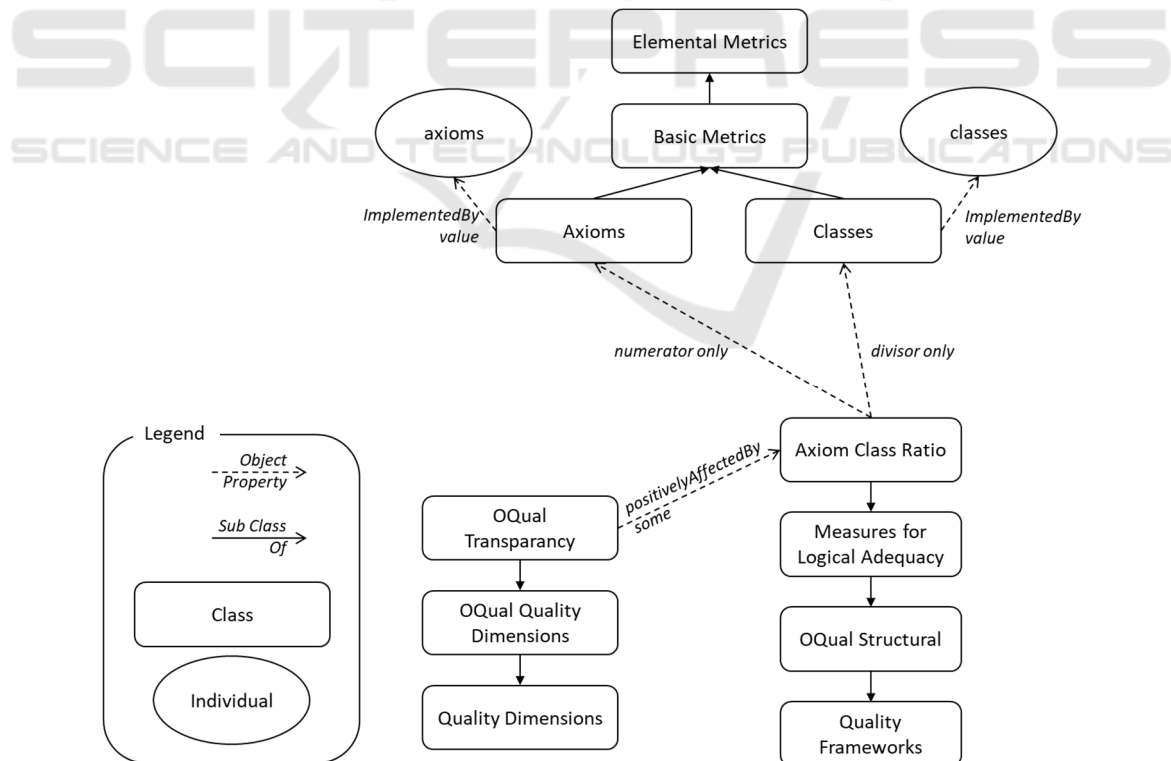 SCITEPRESS
SCIENCE AND TECHNOLOGY PUBLICATIONS
Elemental Metrics
Basic Metrics
axioms
classes
ImplementedBy
value
Axioms
Classes
ImplementedBy
value
numerator only
divisor only
Legend
Object
Property
Sub Class
Of
Class
Individual
positivelyAffectedBy
some
OQual
Transparancy
OQual Quality
Dimensions
Quality Dimensions
Axiom Class Ratio
Measures for
Logical Adequacy
OQual Structural
Quality
Frameworks